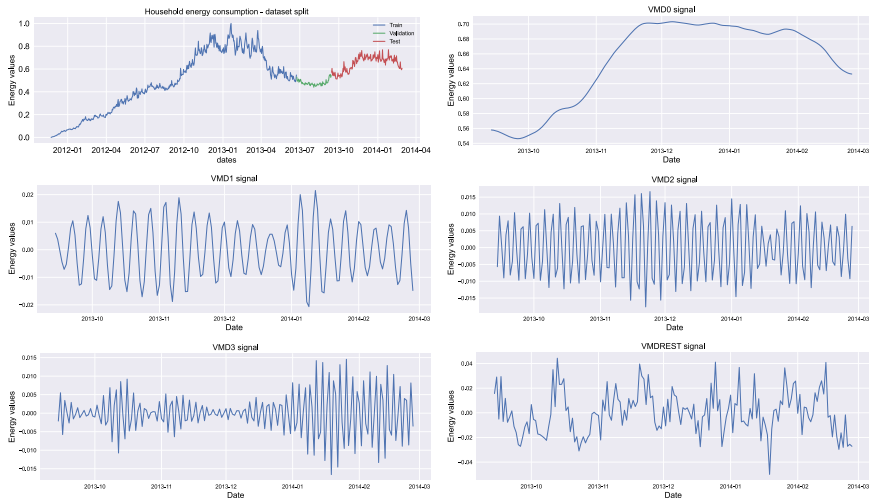 Household energy consumption - dataset split
Energy values
1.0
0.8
0.6
0.4
0.2
0.0
Train
Validation
Test
2012-01 2012-04 2012-07 2012-10 2013-01 2013-04 2013-07 2013-10 2014-01 2014-04
dates
VMD0 signal
Energy values
0.70
0.68
0.66
0.64
0.62
0.60
0.58
0.56
0.54
2013-10 2013-11 2013-12 2014-01 2014-02 2014-03
Date
VMD1 signal
Energy values
0.02
0.01
0.00
−0.01
−0.02
2013-10 2013-11 2013-12 2014-01 2014-02 2014-03
Date
VMD2 signal
Energy values
0.015
0.010
0.005
0.000
−0.005
−0.010
−0.015
2013-10 2013-11 2013-12 2014-01 2014-02 2014-03
Date
VMD3 signal
Energy values
0.015
0.010
0.005
0.000
−0.005
−0.010
−0.015
2013-10 2013-11 2013-12 2014-01 2014-02 2014-03
Date
VMDREST signal
Energy values
0.04
0.02
0.00
−0.02
−0.04
2013-10 2013-11 2013-12 2014-01 2014-02 2014-03
Date